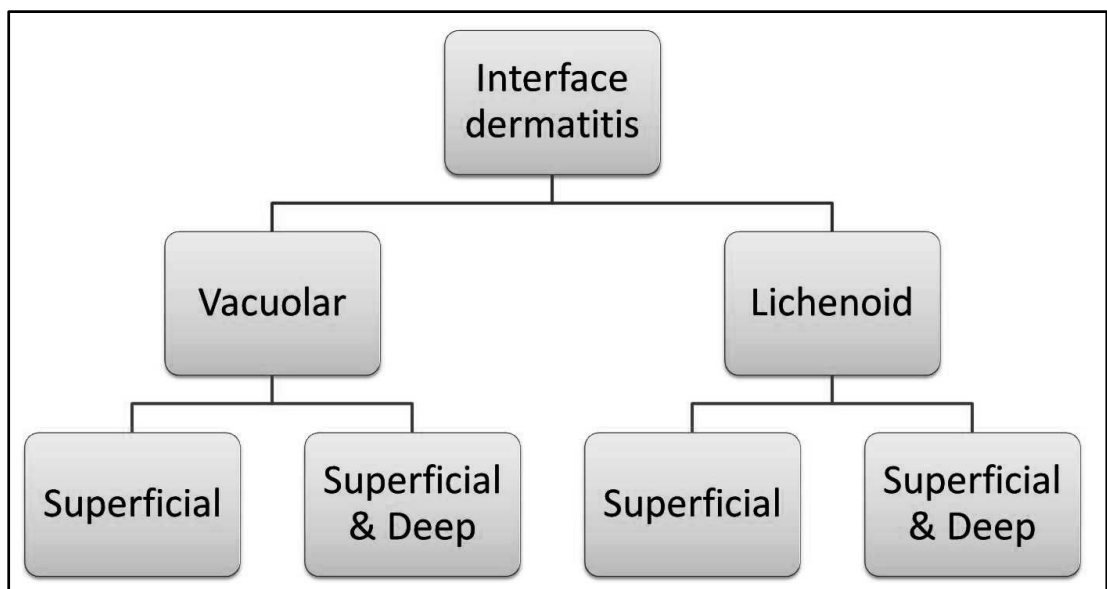 Interface
dermatitis
Vacuolar
Lichenoid
Superficial
Superficial
& Deep
Superficial
Superficial
& Deep